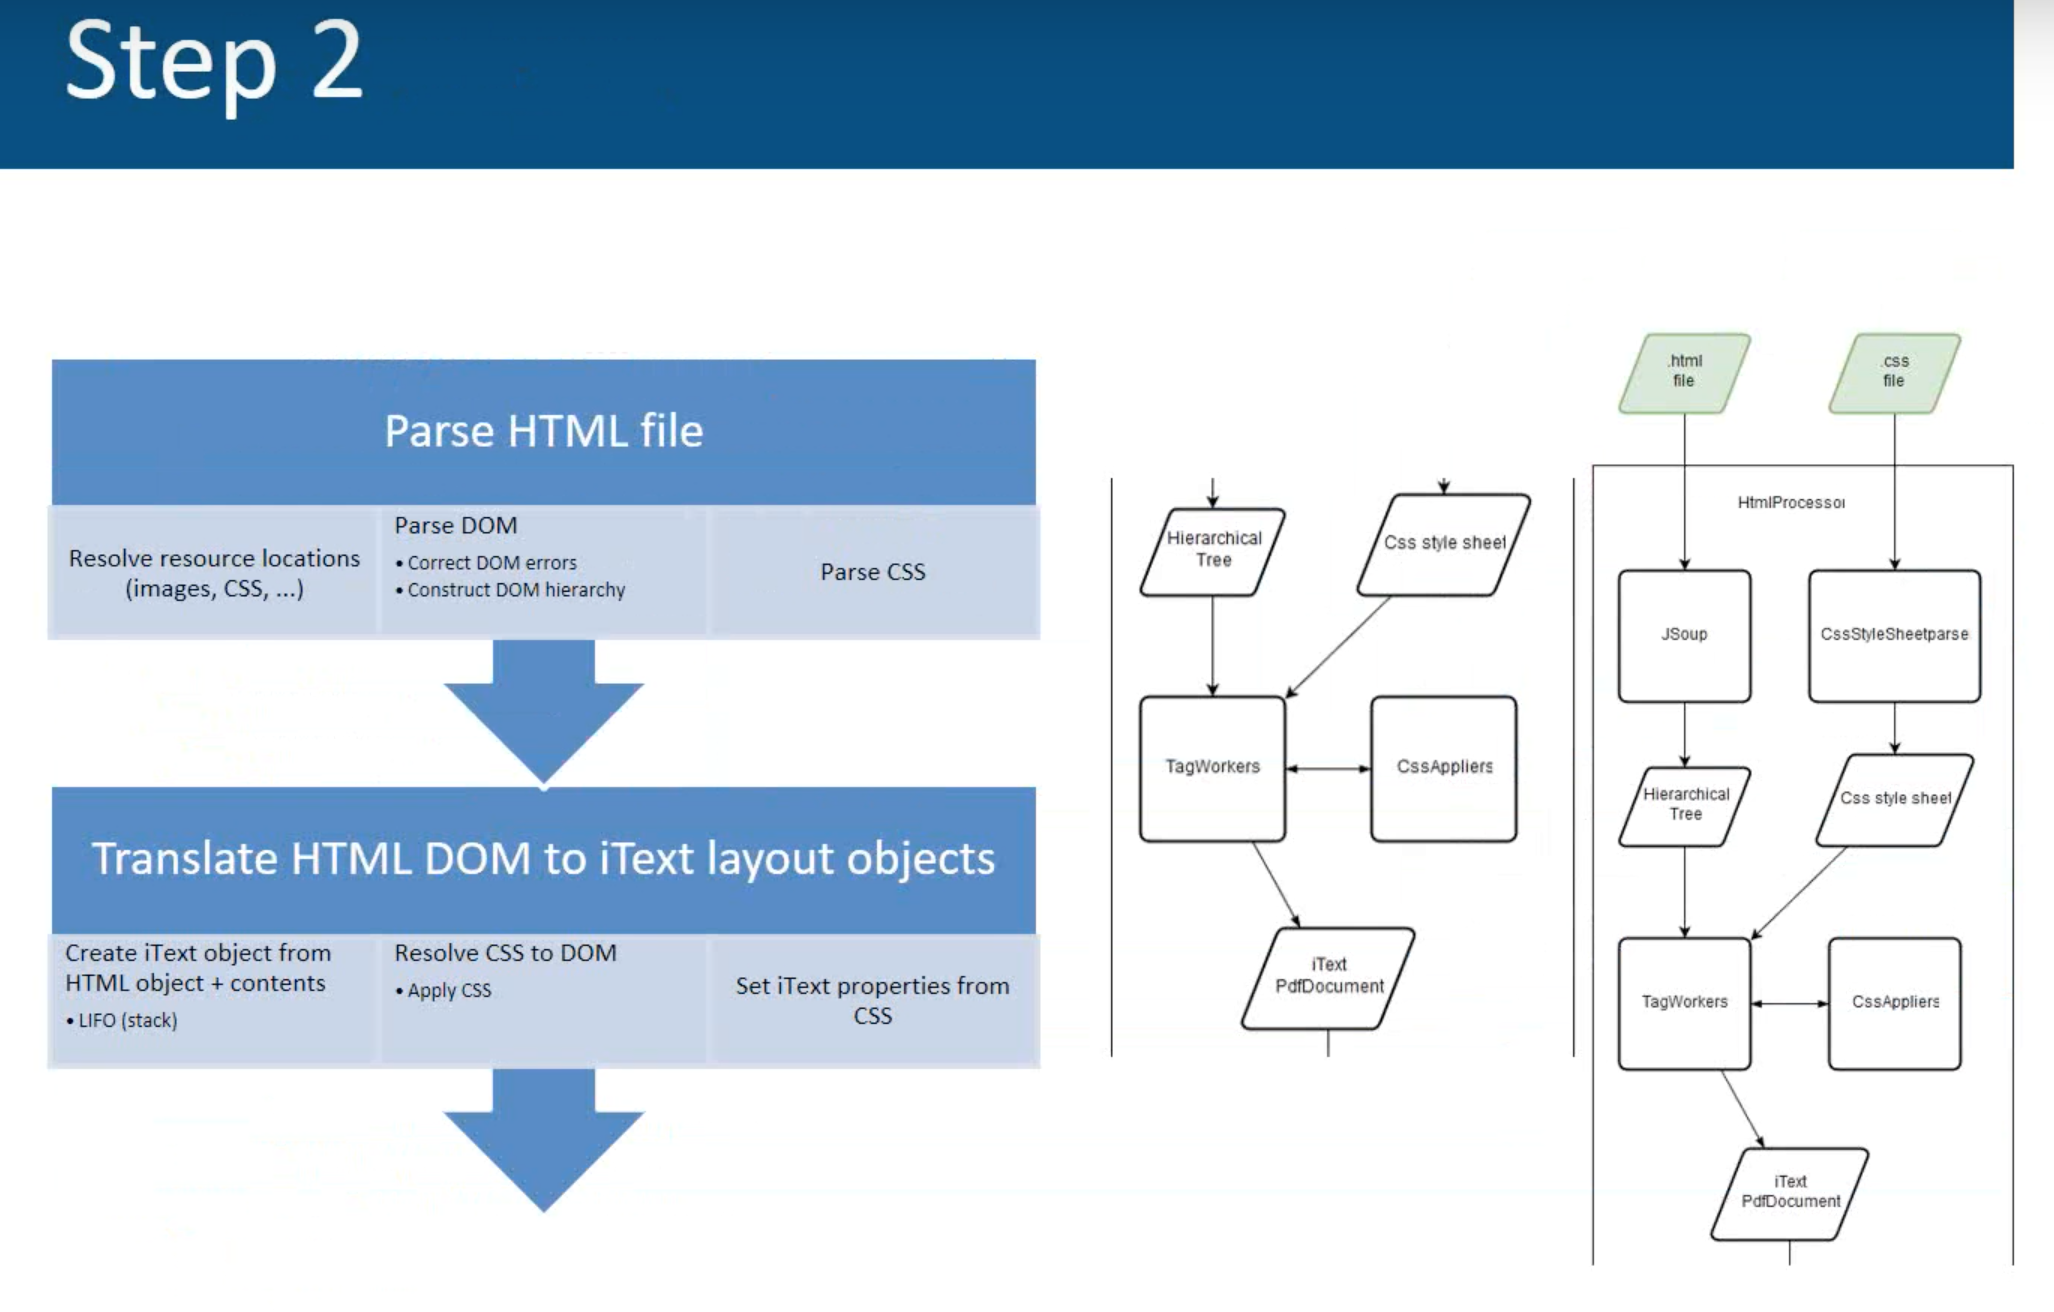 Step 2
Parse HTML file
Resolve resource locations
(images, CSS, ...)
Parse DOM
• Correct DOM errors
• Construct DOM hierarchy
Parse CSS
Translate HTML DOM to iText layout objects
Create iText object from
HTML object + contents
• LIFO (stack)
Resolve CSS to DOM
• Apply CSS
Set iText properties from
CSS
Hierarchical
Tree
Css style sheet
TagWorkers
CssAppliers
iText
PdfDocument
.html
file
.css
file
HtmlProcessor
JSoup
CssStyleSheetparse
Hierarchical
Tree
Css style sheet
TagWorkers
CssAppliers
iText
PdfDocument